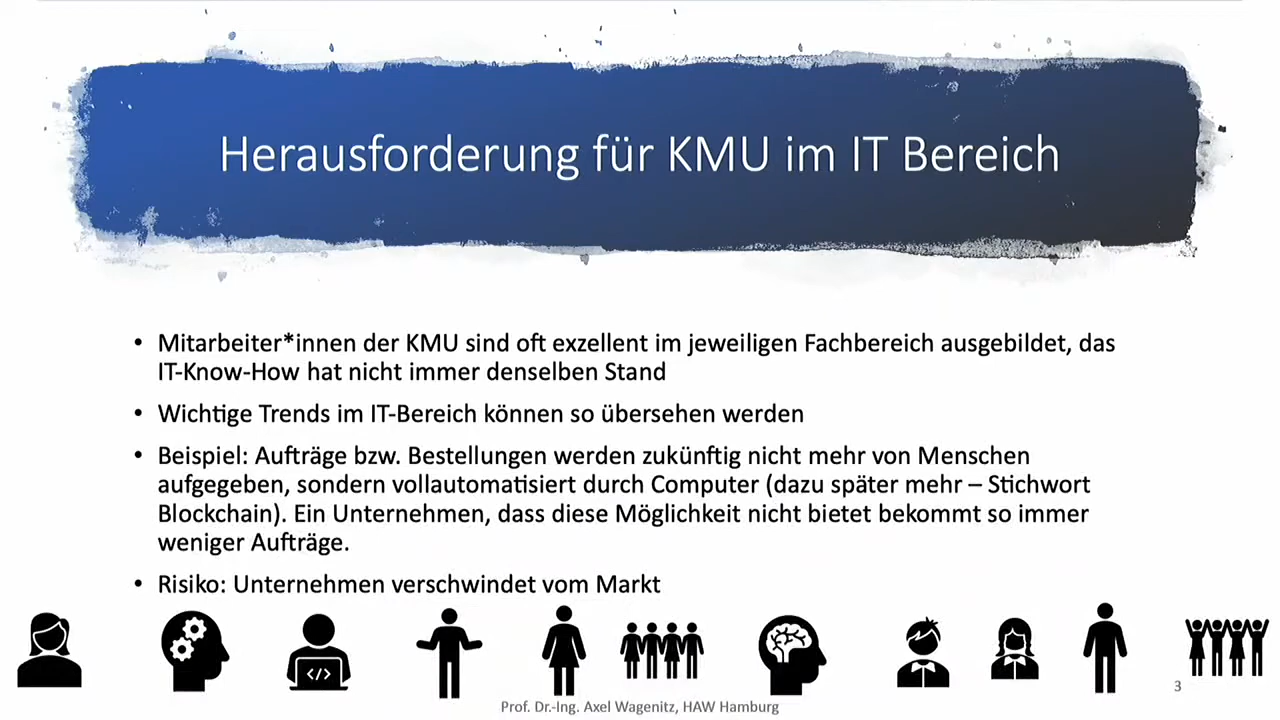 Herausforderung für KMU im IT Bereich
• Mitarbeiter*innen der KMU sind oft exzellent im jeweiligen Fachbereich ausgebildet, das
IT-Know-How hat nicht immer denselben Stand
• Wichtige Trends im IT-Bereich können so übersehen werden
• Beispiel: Aufträge bzw. Bestellungen werden zukünftig nicht mehr von Menschen
aufgegeben, sondern vollautomatisiert durch Computer (dazu später mehr – Stichwort
Blockchain). Ein Unternehmen, dass diese Möglichkeit nicht bietet bekommt so immer
weniger Aufträge.
• Risiko: Unternehmen verschwindet vom Markt
</>
3
Prof. Dr.-Ing. Axel Wagenitz, HAW Hamburg